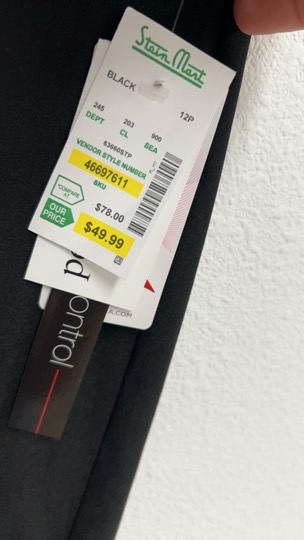 Stein Mart
BLACK
12P
245 203 900
DEPT CL SEA
63660STP
VENDOR STYLE NUMBER
46697611
SKU
"COMPARE AT
$78.00
OUR PRICE
$49.99
d
ontrol
A.COM